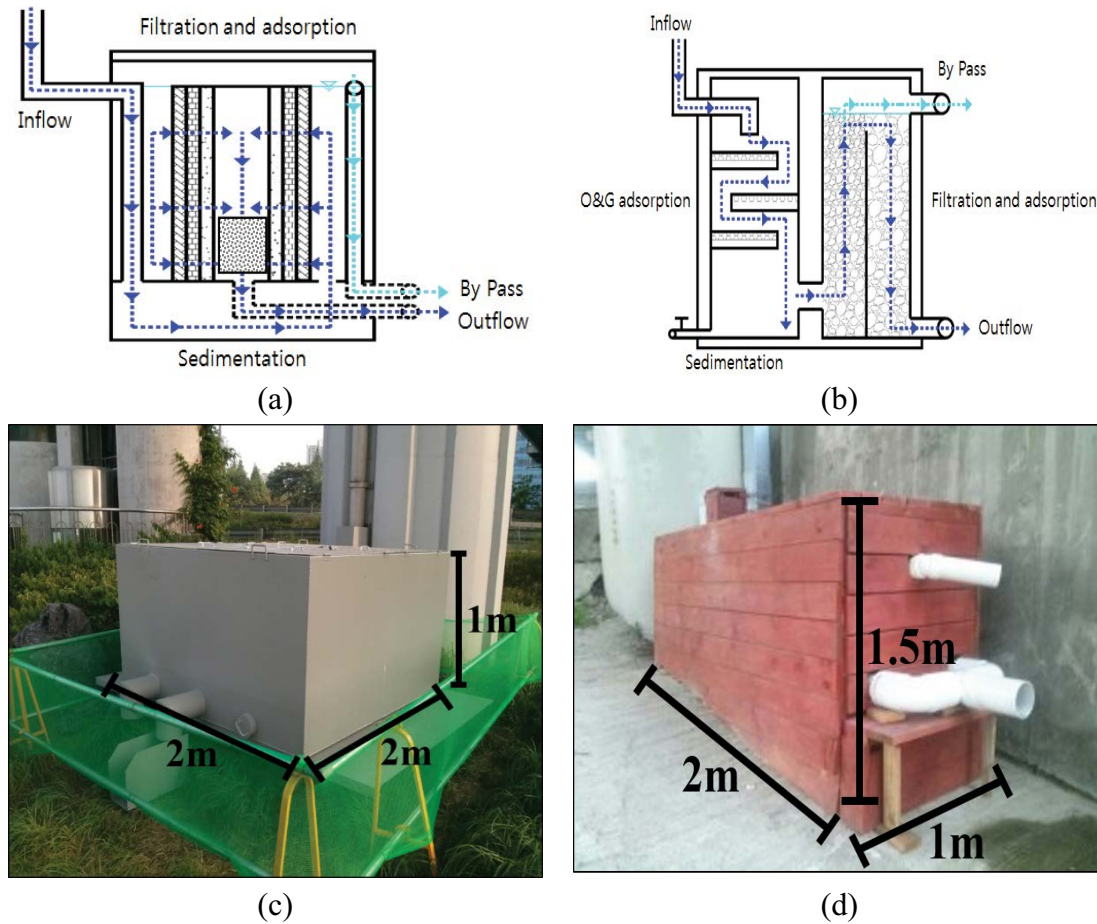 Filtration and adsorption
Inflow
By Pass
Outflow
Sedimentation
(a)
Inflow
By Pass
O&G adsorption
Filtration and adsorption
Outflow
Sedimentation
(b)
1m
2m
2m
(c)
1.5m
2m
1m
(d)